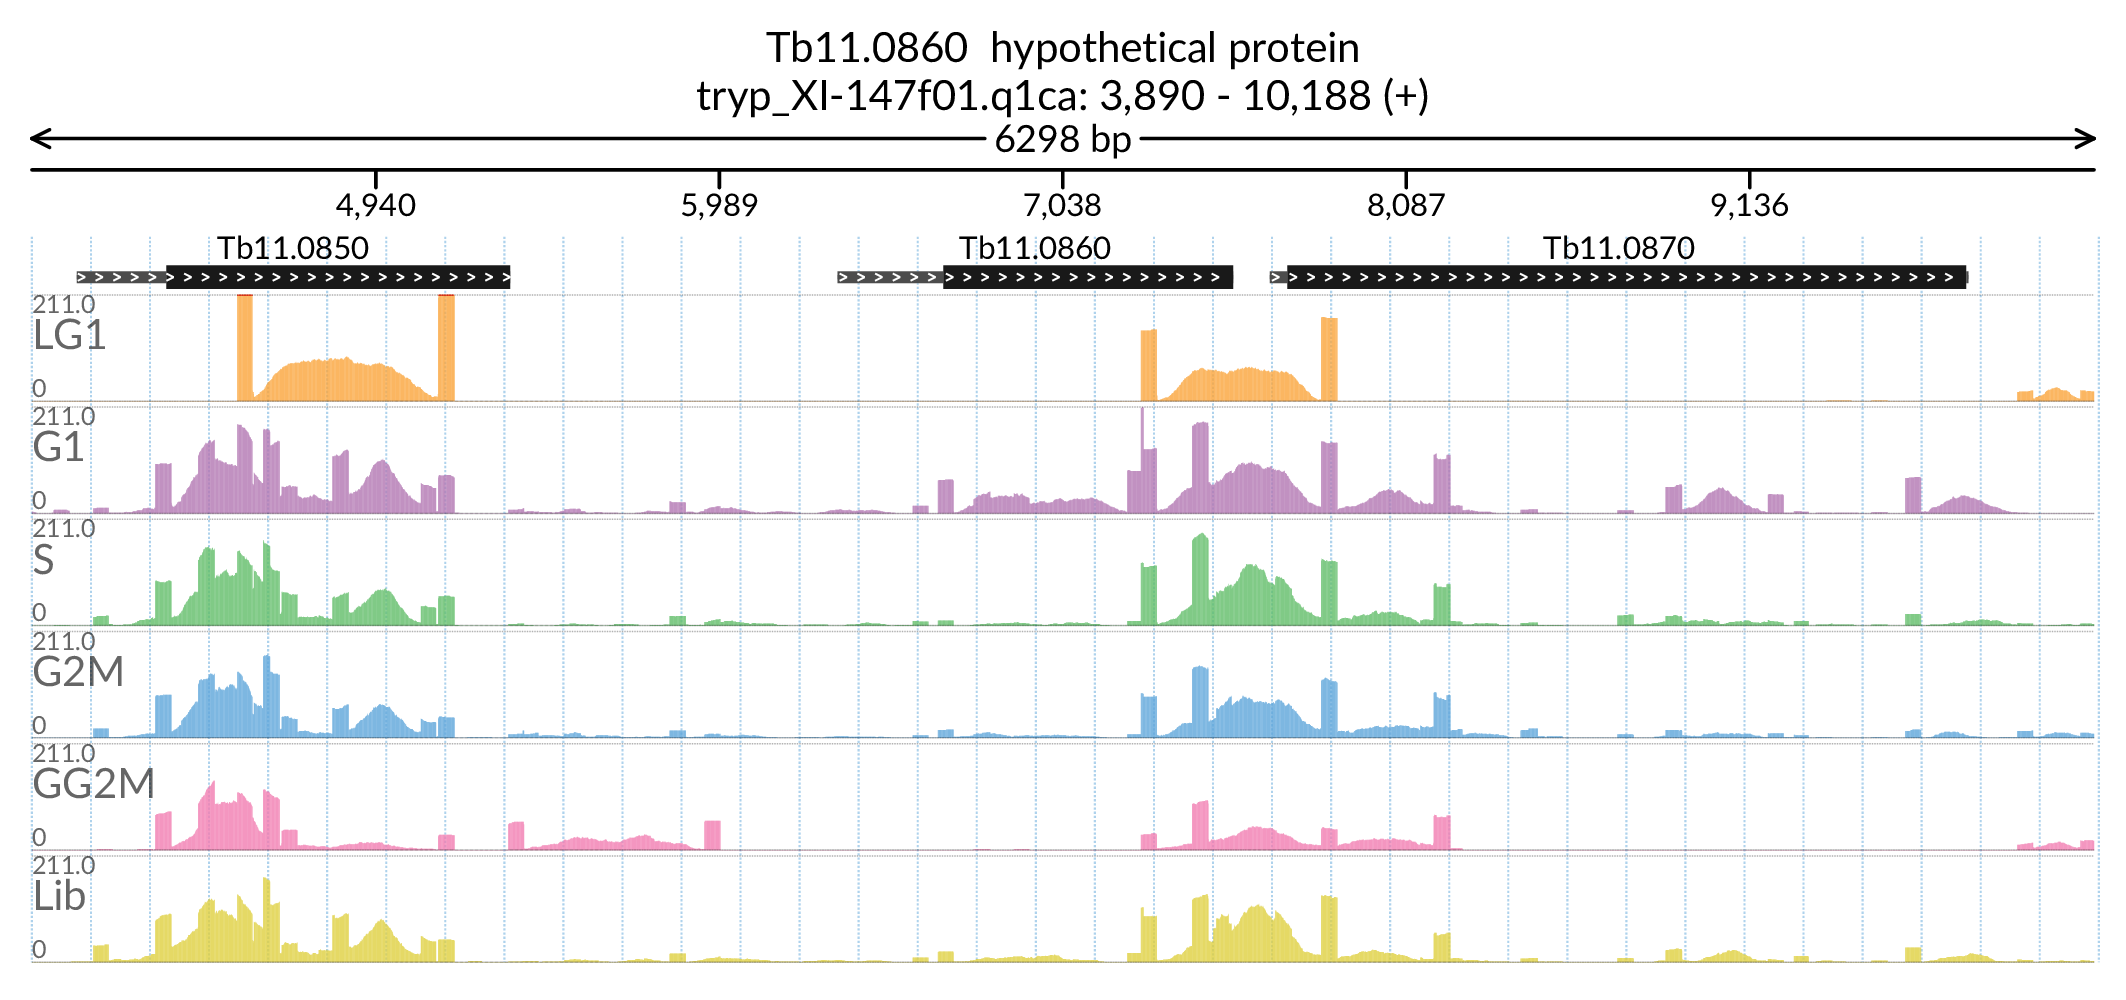 Tb11.0860 hypothetical protein
tryp_XI-147f01.q1ca: 3,890 - 10,188 (+)
6298 bp
4,940 5,989 7,038 8,087 9,136
Tb11.0850 Tb11.0860 Tb11.0870
211.0
LG1
0
211.0
G1
0
211.0
S
0
211.0
G2M
0
211.0
GG2M
0
211.0
Lib
0